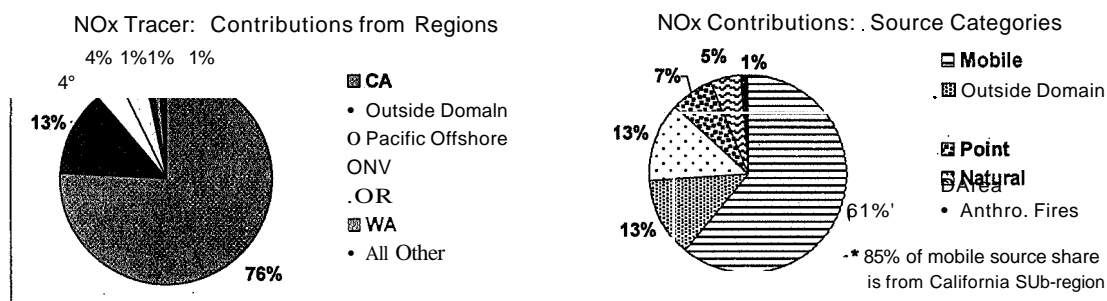 NOx Tracer: Contributions from Regions
4% 1%1% 1%
4°
13%
76%
CA
• Outside Domaln
O Pacific Offshore
ONV
.OR
WA
• All Other
NOx Contributions: . Source Categories
5% 1%
7%
13%
13%
61%'
Mobile
Outside Domain
Point
Natural
DArea
• Anthro. Fires
* 85% of mobile source share
is from California SUb-region